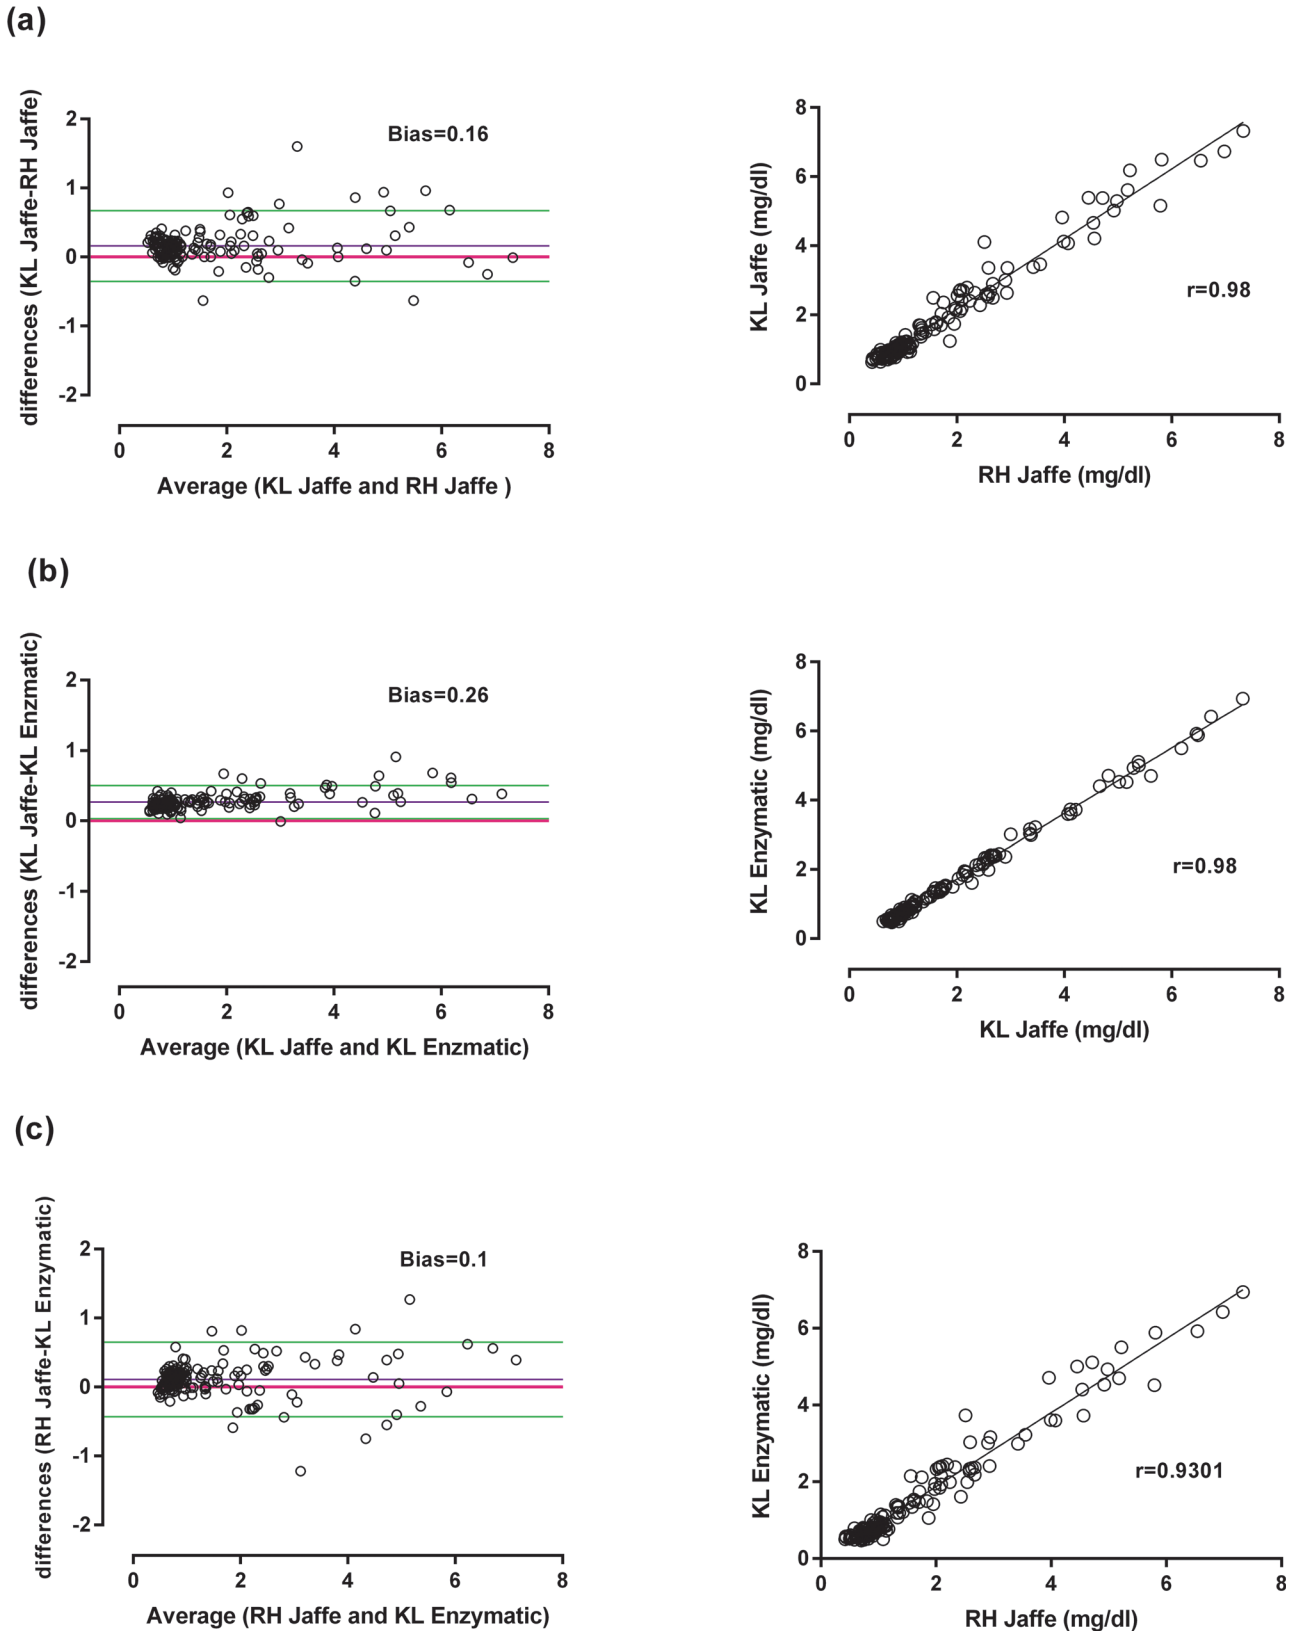 (a)
differences (KL Jaffe-RH Jaffe)
2
1
0
-1
-2
Bias=0.16
0 2 4 6 8
Average (KL Jaffe and RH Jaffe )
KL Jaffe (mg/dl)
8
6
4
2
0
r=0.98
0 2 4 6 8
RH Jaffe (mg/dl)
(b)
differences (KL Jaffe-KL Enzmatic)
2
1
0
-1
-2
Bias=0.26
0 2 4 6 8
Average (KL Jaffe and KL Enzmatic)
KL Enzymatic (mg/dl)
8
6
4
2
0
r=0.98
0 2 4 6 8
KL Jaffe (mg/dl)
(c)
differences (RH Jaffe-KL Enzymatic)
2
1
0
-1
-2
Bias=0.1
0 2 4 6 8
Average (RH Jaffe and KL Enzymatic)
KL Enzymatic (mg/dl)
8
6
4
2
0
r=0.9301
0 2 4 6 8
RH Jaffe (mg/dl)